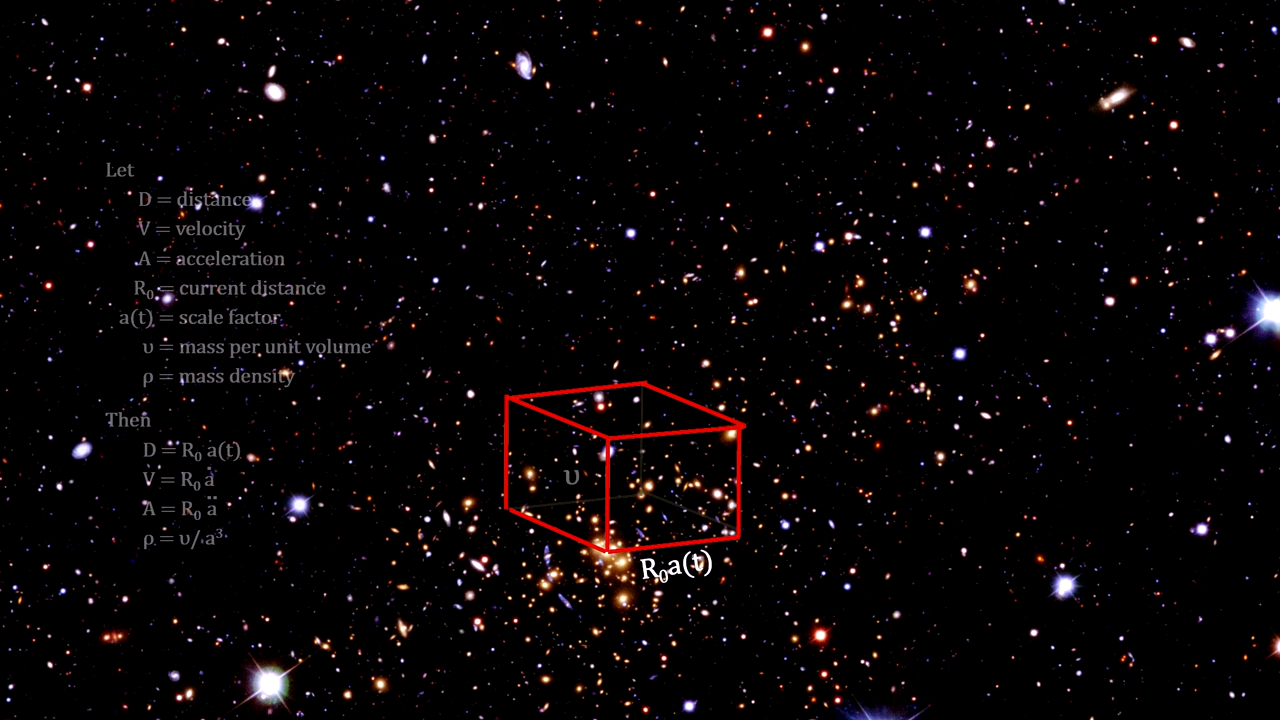 Let
D = distance
V = velocity
A = acceleration
R₀ = current distance
a(t) = scale factor
υ = mass per unit volume
ρ = mass density
Then
D = R₀ a(t)
V = R₀ ȧ
A = R₀ ä
ρ = υ/ a³
υ
R₀a(t)